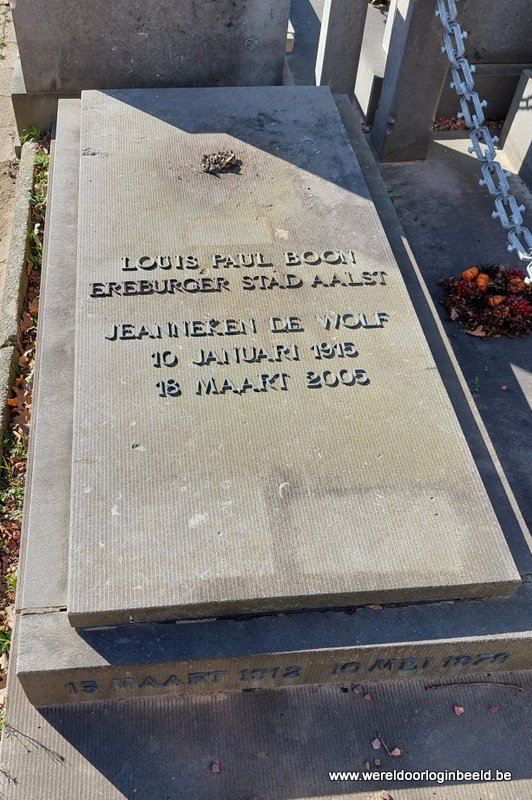 LOUIS PAUL BOON
EREBURGER STAD AALST
JEANNEKEN DE WOLF
10 JANUARI 1915
18 MAART 2005
15 MAART 1912 10 MEI 1979
www.wereldoorloginbeeld.be